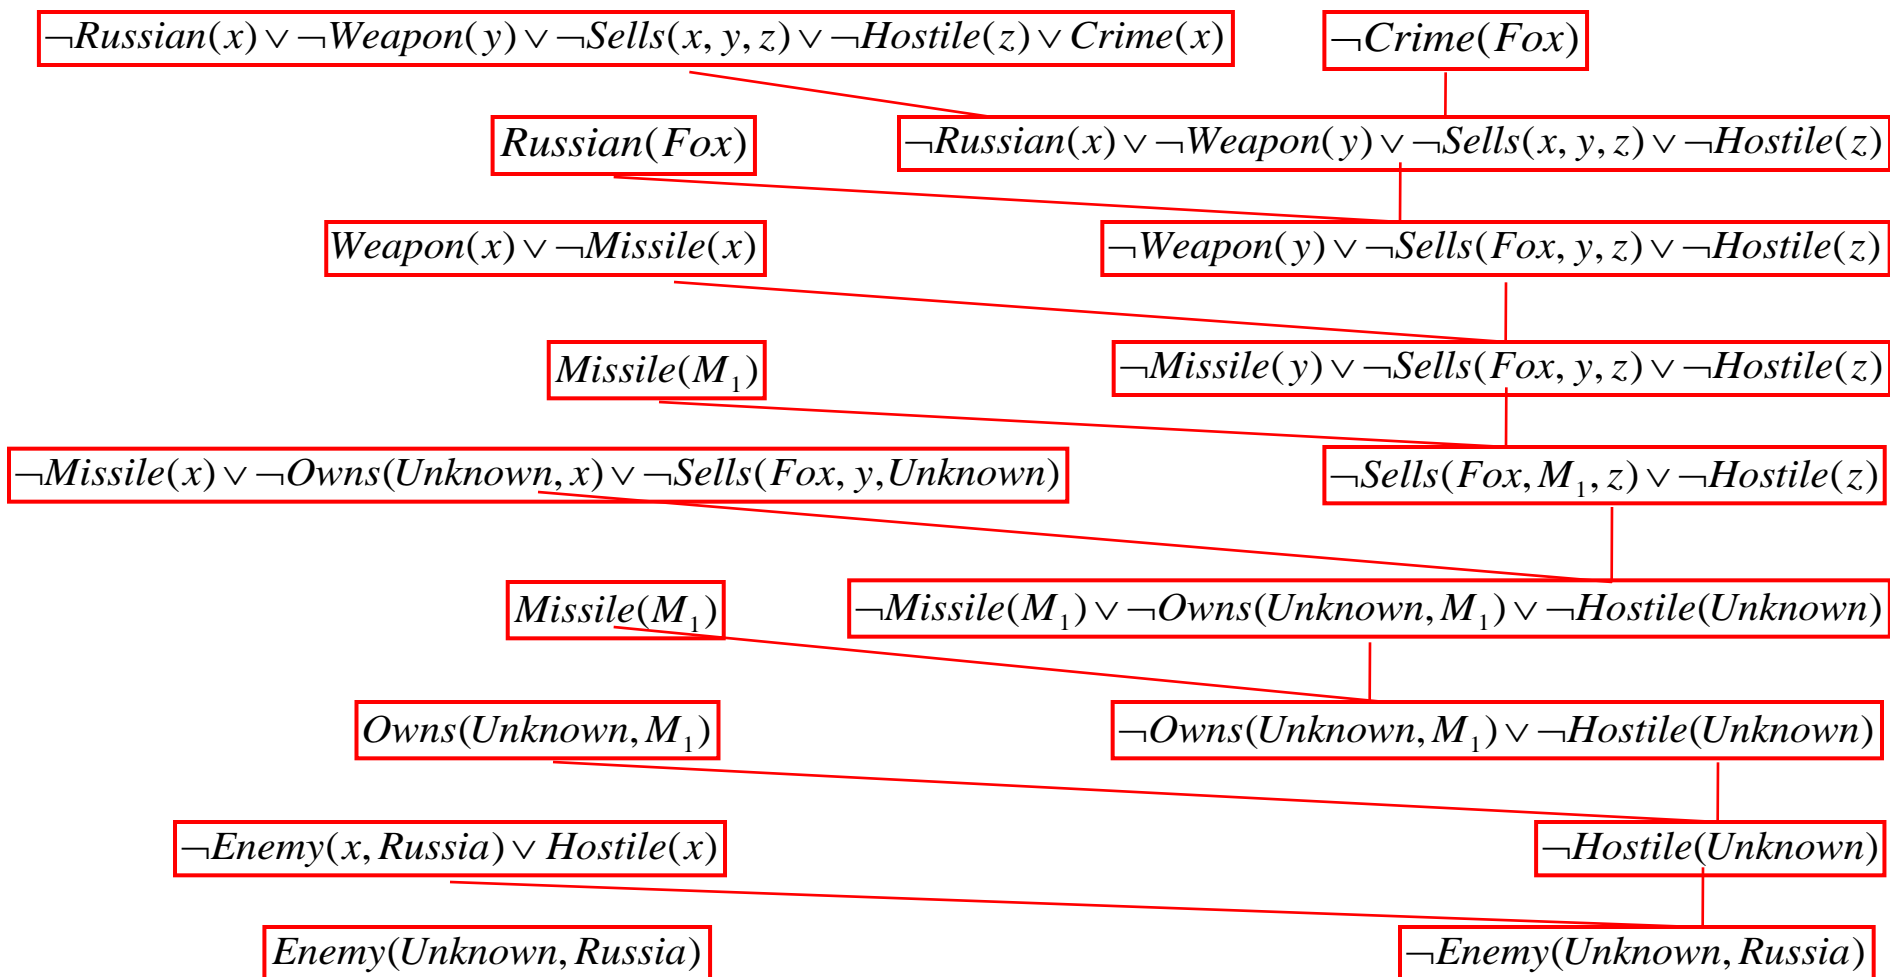 ¬Russian(x) ∨ ¬Weapon(y) ∨ ¬Sells(x, y, z) ∨ ¬Hostile(z) ∨ Crime(x)
¬Crime(Fox)
Russian(Fox)
¬Russian(x) ∨ ¬Weapon(y) ∨ ¬Sells(x, y, z) ∨ ¬Hostile(z)
Weapon(x) ∨ ¬Missile(x)
¬Weapon(y) ∨ ¬Sells(Fox, y, z) ∨ ¬Hostile(z)
Missile(M₁)
¬Missile(y) ∨ ¬Sells(Fox, y, z) ∨ ¬Hostile(z)
¬Missile(x) ∨ ¬Owns(Unknown, x) ∨ ¬Sells(Fox, y,Unknown)
¬Sells(Fox, M₁, z) ∨ ¬Hostile(z)
Missile(M₁)
¬Missile(M₁) ∨ ¬Owns(Unknown, M₁) ∨ ¬Hostile(Unknown)
Owns(Unknown, M₁)
¬Owns(Unknown, M₁) ∨ ¬Hostile(Unknown)
¬Enemy(x, Russia) ∨ Hostile(x)
¬Hostile(Unknown)
Enemy(Unknown, Russia)
¬Enemy(Unknown, Russia)